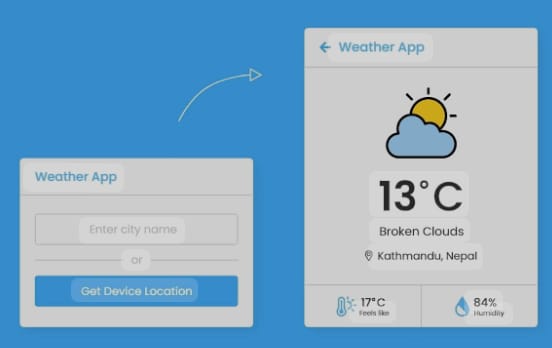 Weather App
Enter city name
or
Get Device Location
Weather App
13°C
Broken Clouds
Kathmandu, Nepal
17°C
Feels like
84%
Humidity